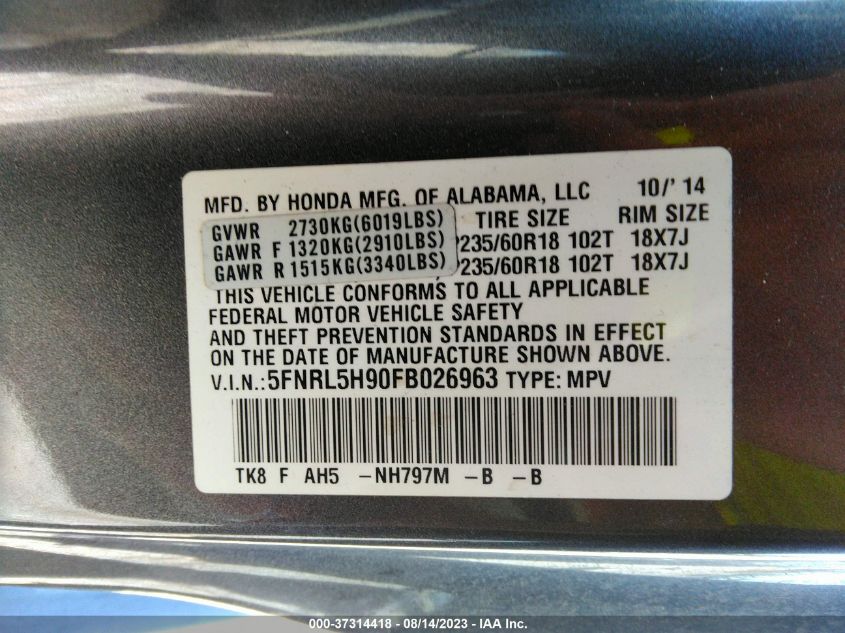 MFD. BY HONDA MFG. OF ALABAMA, LLC 10/' 14
GVWR 2730KG(6019LBS) TIRE SIZE RIM SIZE
GAWR F 1320KG(2910LBS) P235/60R18 102T 18X7J
GAWR R 1515KG(3340LBS) P235/60R18 102T 18X7J
THIS VEHICLE CONFORMS TO ALL APPLICABLE
FEDERAL MOTOR VEHICLE SAFETY
AND THEFT PREVENTION STANDARDS IN EFFECT
ON THE DATE OF MANUFACTURE SHOWN ABOVE.
V.I.N.:5FNRL5H90FB026963 TYPE: MPV
TK8 F AH5 -NH797M -B -B
000-37314418 - 08/14/2023 - IAA Inc.